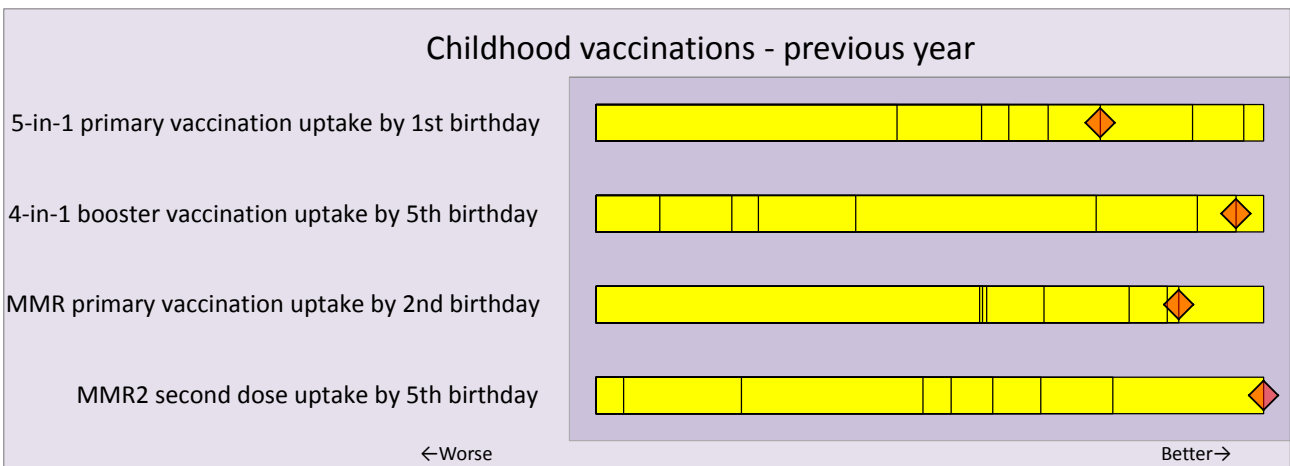 Childhood vaccinations - previous year
5-in-1 primary vaccination uptake by 1st birthday
4-in-1 booster vaccination uptake by 5th birthday
MMR primary vaccination uptake by 2nd birthday
MMR2 second dose uptake by 5th birthday
←Worse
Better→